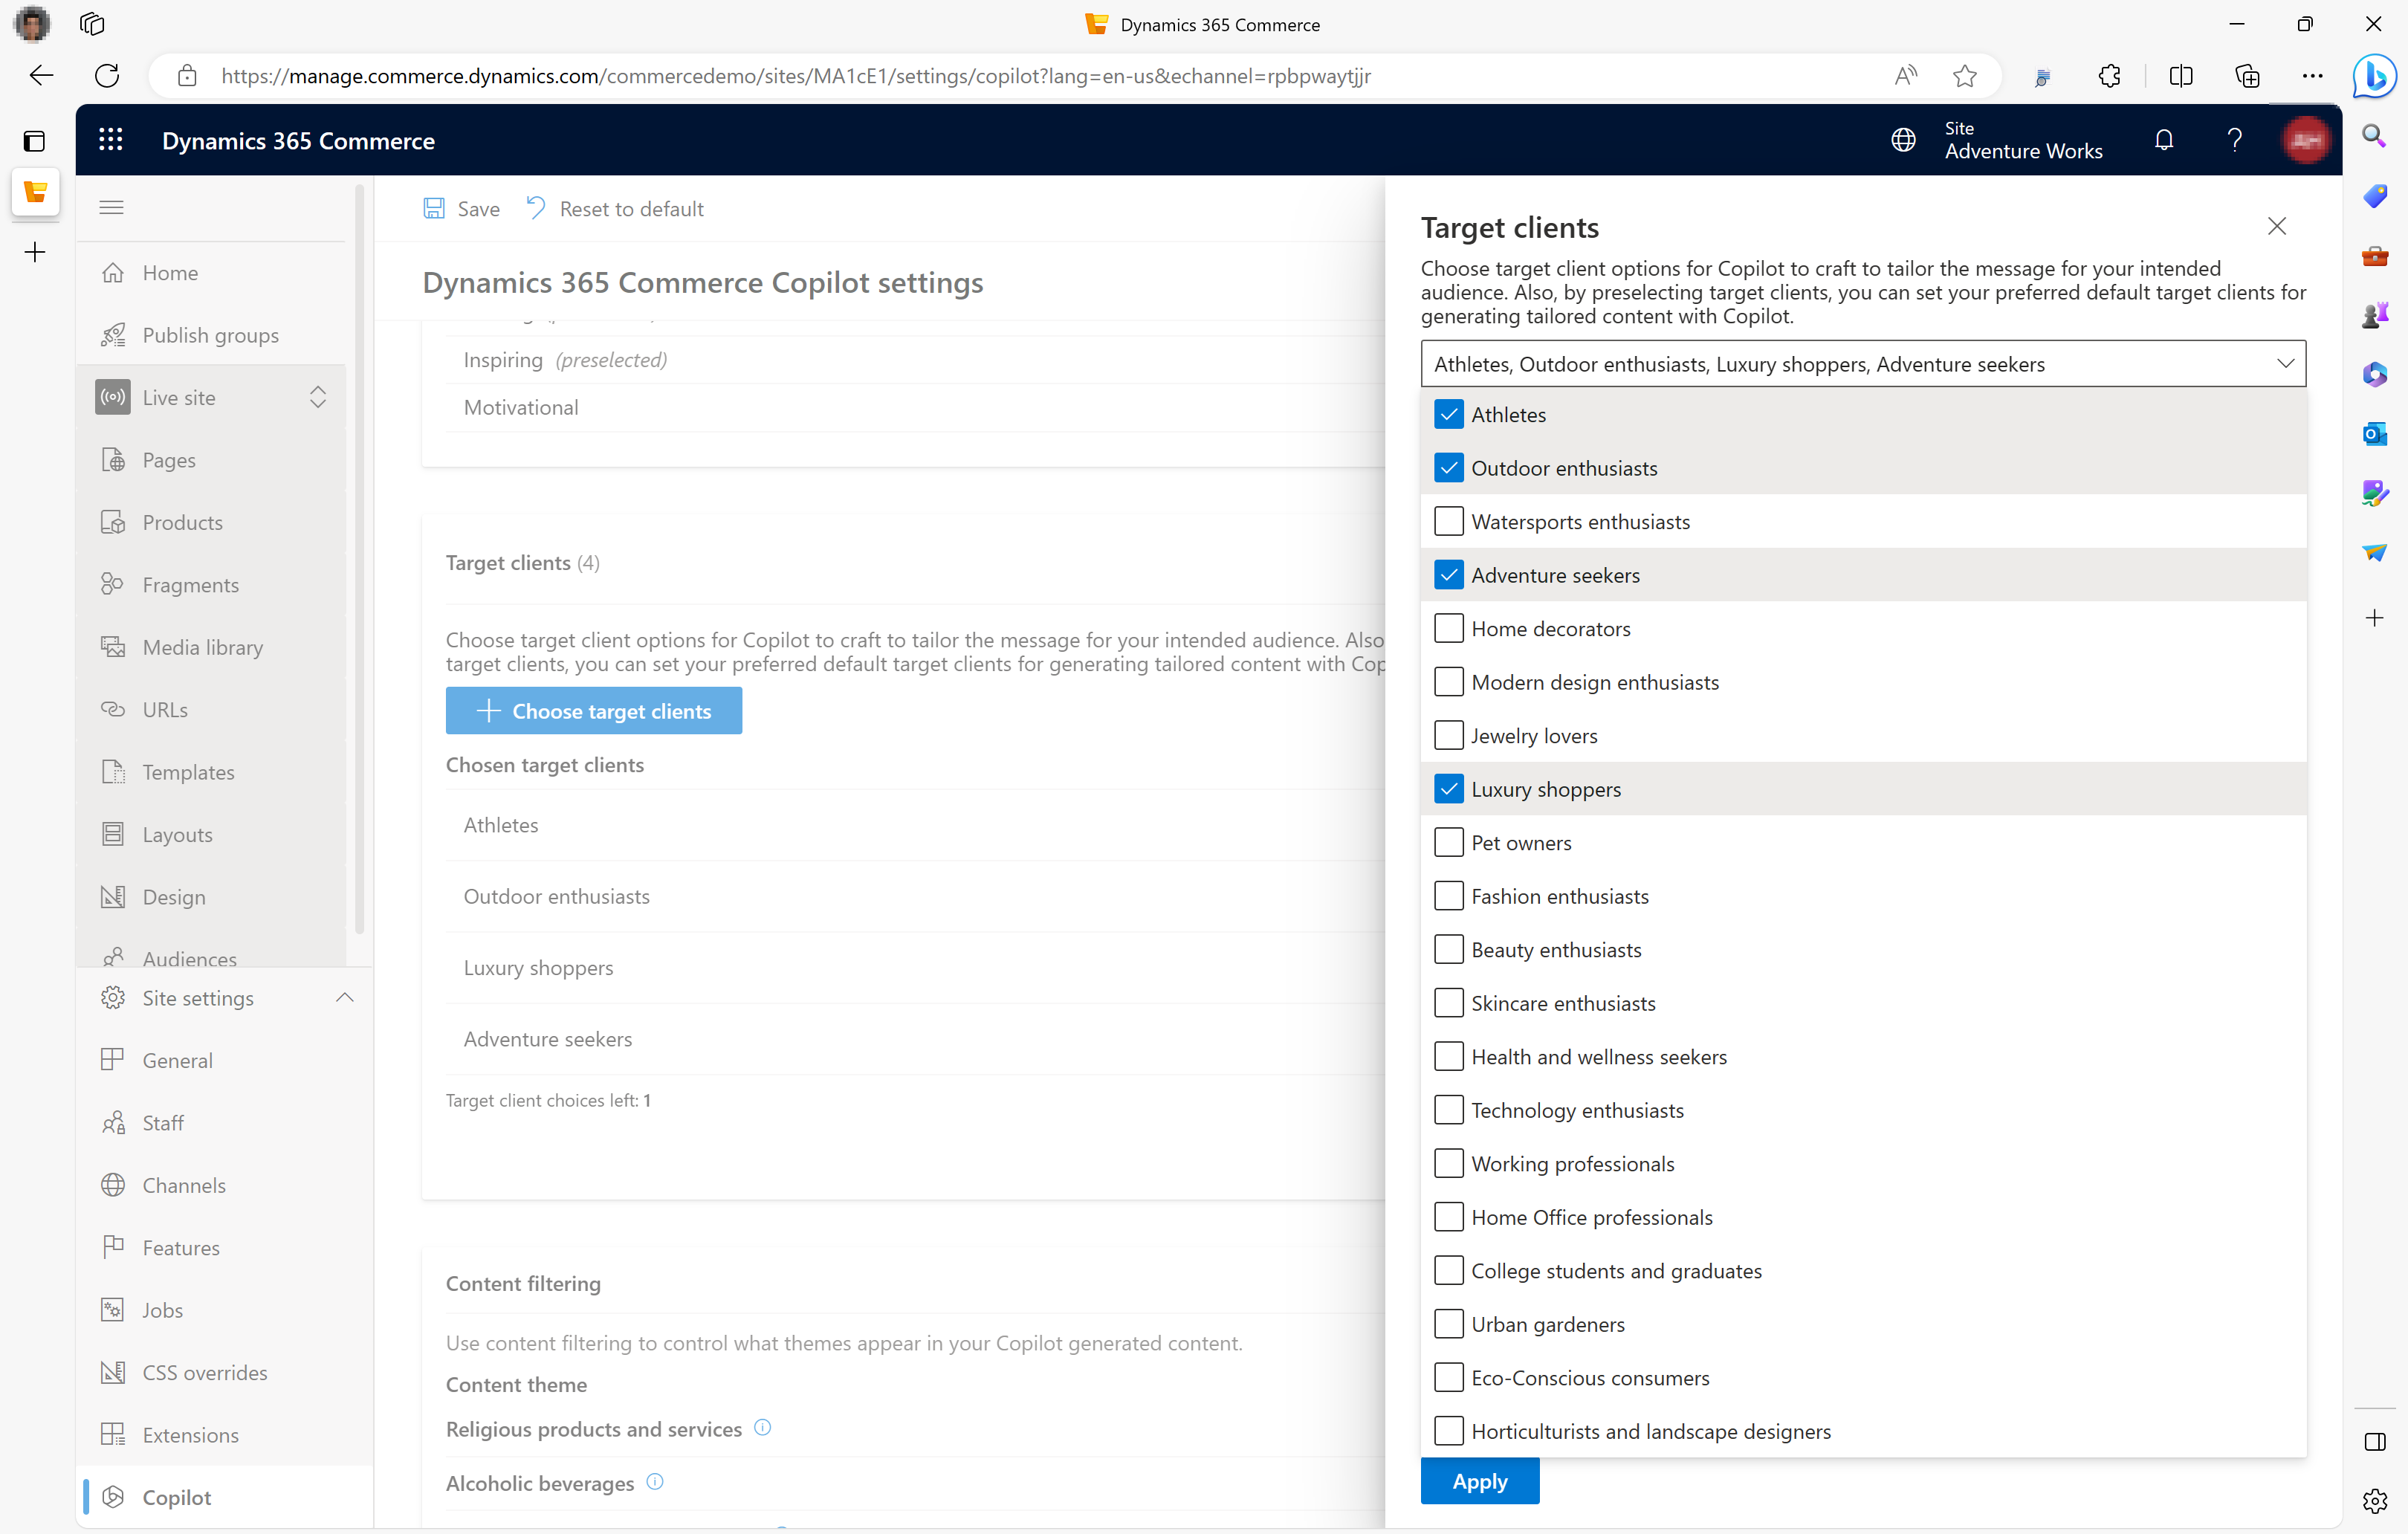 Dynamics 365 Commerce
https://manage.commerce.dynamics.com/commercedemo/sites/MA1cE1/settings/copilot?lang=en-us&echannel=rpbpwaytjjr
Dynamics 365 Commerce
Site
Adventure Works
Home
Publish groups
Live site
Pages
Products
Fragments
Media library
URLs
Templates
Layouts
Design
Audiences
Site settings
General
Staff
Channels
Features
Jobs
CSS overrides
Extensions
Copilot
Save
Reset to default
Dynamics 365 Commerce Copilot settings
Inspiring (preselected)
Motivational
Target clients (4)
Choose target client options for Copilot to craft to tailor the message for your intended audience. Also
target clients, you can set your preferred default target clients for generating tailored content with Cop
Choose target clients
Chosen target clients
Athletes
Outdoor enthusiasts
Luxury shoppers
Adventure seekers
Target client choices left: 1
Content filtering
Use content filtering to control what themes appear in your Copilot generated content.
Content theme
Religious products and services
Alcoholic beverages
Target clients
Choose target client options for Copilot to craft to tailor the message for your intended
audience. Also, by preselecting target clients, you can set your preferred default target clients for
generating tailored content with Copilot.
Athletes, Outdoor enthusiasts, Luxury shoppers, Adventure seekers
Athletes
Outdoor enthusiasts
Watersports enthusiasts
Adventure seekers
Home decorators
Modern design enthusiasts
Jewelry lovers
Luxury shoppers
Pet owners
Fashion enthusiasts
Beauty enthusiasts
Skincare enthusiasts
Health and wellness seekers
Technology enthusiasts
Working professionals
Home Office professionals
College students and graduates
Urban gardeners
Eco-Conscious consumers
Horticulturists and landscape designers
Apply